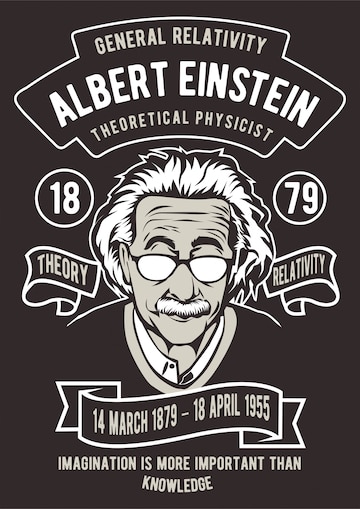 GENERAL RELATIVITY
ALBERT EINSTEIN
THEORETICAL PHYSICIST
18 79
THEORY RELATIVITY
14 MARCH 1879 – 18 APRIL 1955
IMAGINATION IS MORE IMPORTANT THAN
KNOWLEDGE